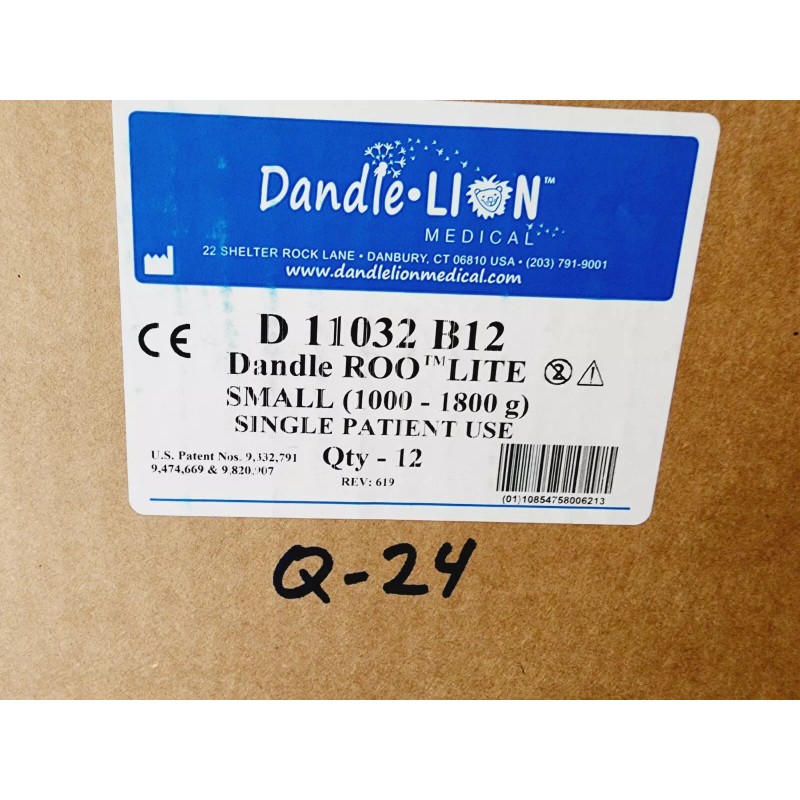 Dandle•LION™
MEDICAL
22 SHELTER ROCK LANE • DANBURY, CT 06810 USA • (203) 791-9001
www.dandlelionmedical.com
CE D 11032 B12
Dandle ROO™LITE
SMALL (1000 - 1800 g)
SINGLE PATIENT USE
U.S. Patent Nos. 9,332,791
9,474,669 & 9,820,907
Qty - 12
REV: 619
(01)10854758006213
Q-24